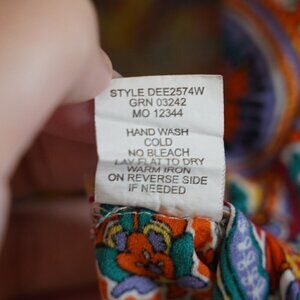 STYLE DEE2574W
GRN 03242
MO 12344
HAND WASH
COLD
NO BLEACH
LAY FLAT TO DRY
WARM IRON
ON REVERSE SIDE
IF NEEDED